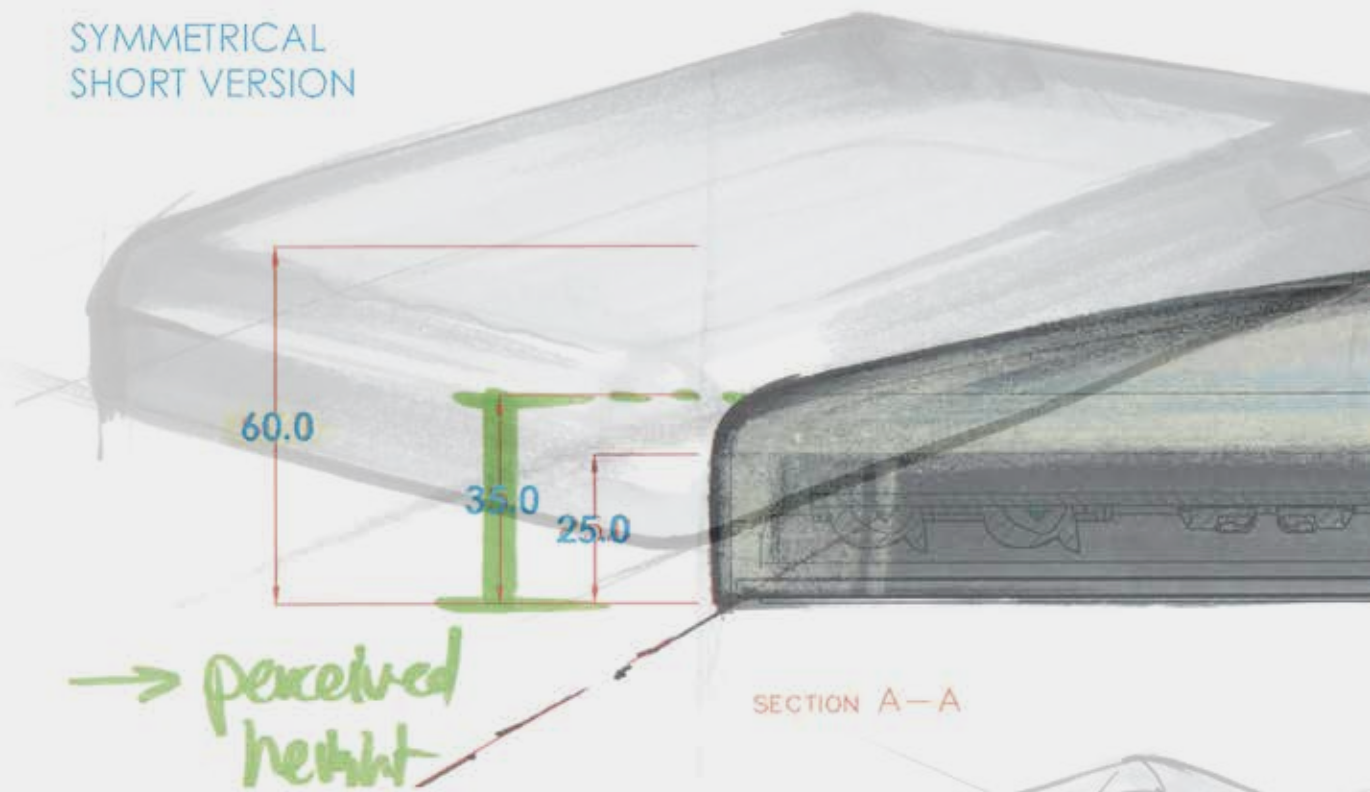 SYMMETRICAL
SHORT VERSION
60.0
35.0
25.0
→ perceived
height
SECTION A—A